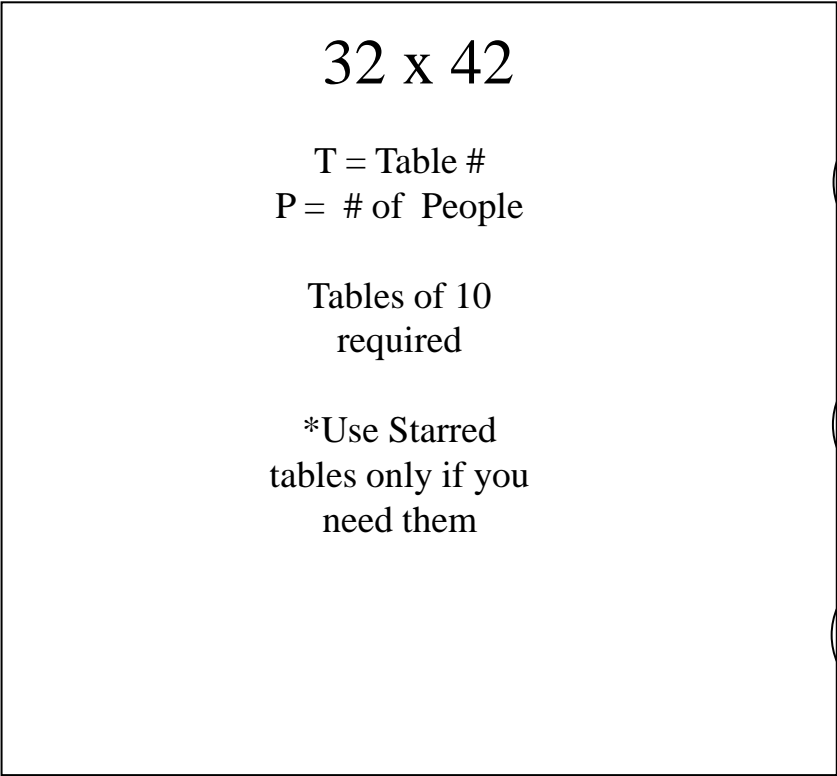 32 x 42
T = Table #
P = # of People
Tables of 10
required
*Use Starred
tables only if you
need them